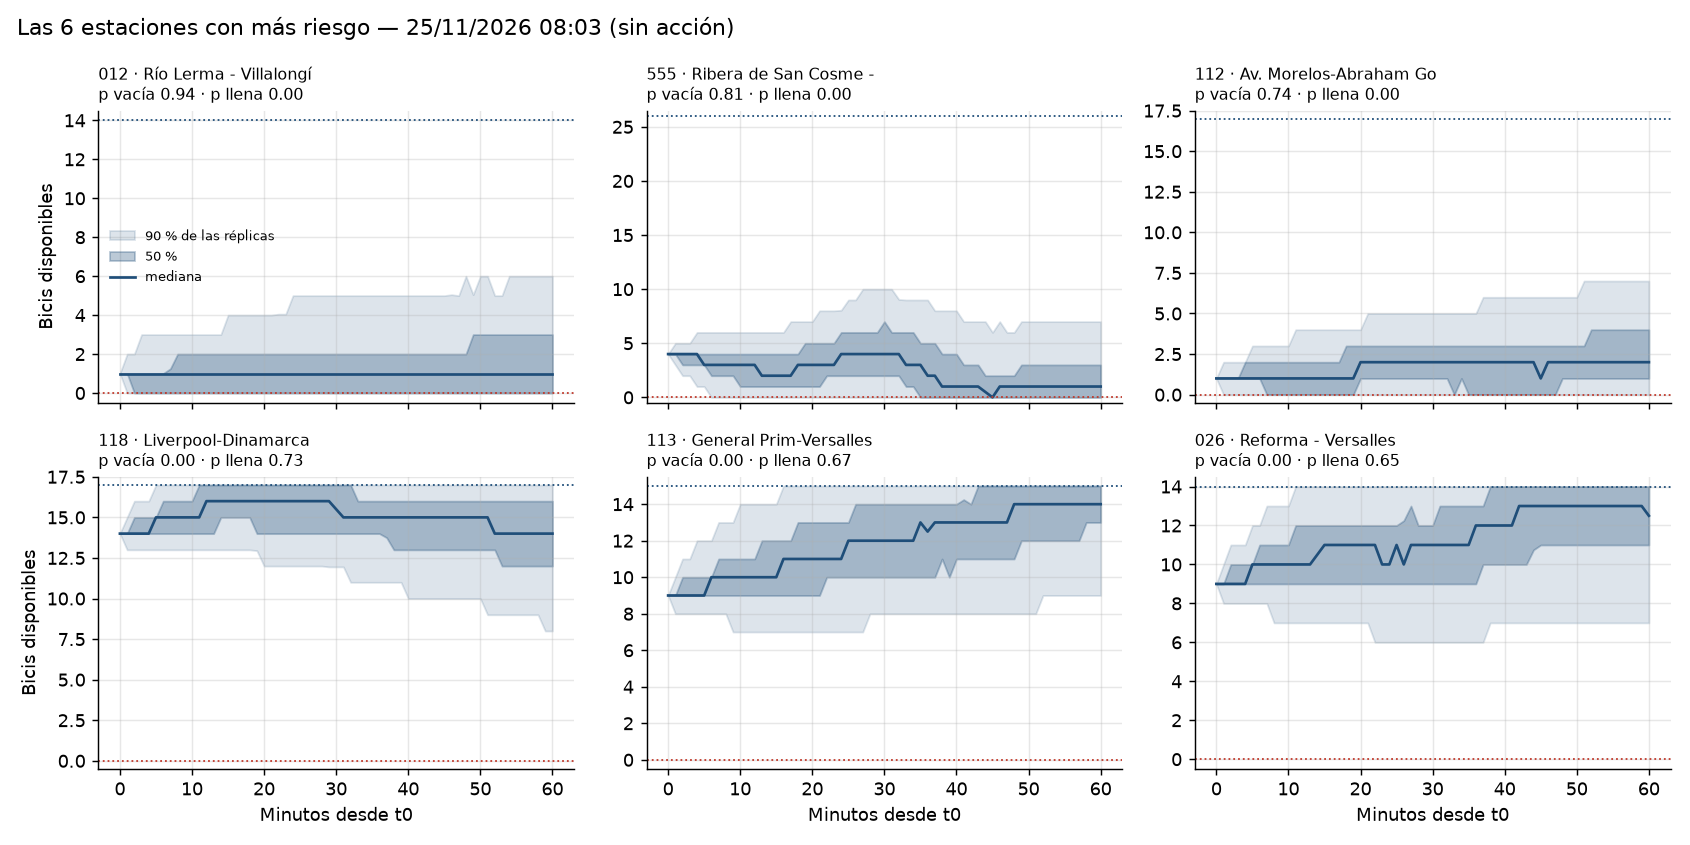 Las 6 estaciones con más riesgo — 25/11/2026 08:03 (sin acción)
012 · Río Lerma - Villalongí
p vacía 0.94 · p llena 0.00
14
12
10
8
6
4
2
0
Bicis disponibles
90 % de las réplicas
50 %
mediana
555 · Ribera de San Cosme -
p vacía 0.81 · p llena 0.00
25
20
15
10
5
0
112 · Av. Morelos-Abraham Go
p vacía 0.74 · p llena 0.00
17.5
15.0
12.5
10.0
7.5
5.0
2.5
0.0
118 · Liverpool-Dinamarca
p vacía 0.00 · p llena 0.73
17.5
15.0
12.5
10.0
7.5
5.0
2.5
0.0
Bicis disponibles
0 10 20 30 40 50 60
Minutos desde t0
113 · General Prim-Versalles
p vacía 0.00 · p llena 0.67
14
12
10
8
6
4
2
0
0 10 20 30 40 50 60
Minutos desde t0
026 · Reforma - Versalles
p vacía 0.00 · p llena 0.65
14
12
10
8
6
4
2
0
0 10 20 30 40 50 60
Minutos desde t0